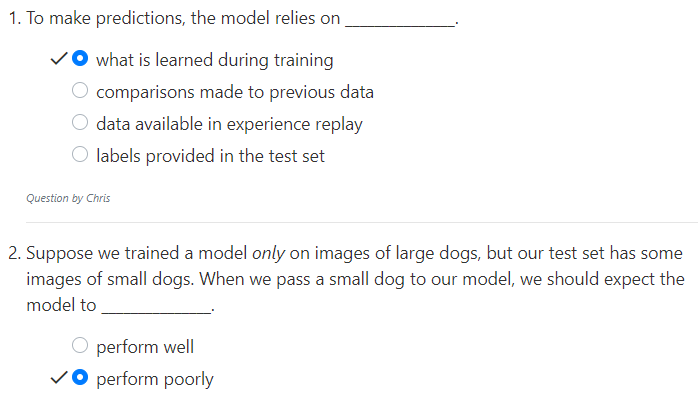 1. To make predictions, the model relies on _______________.
what is learned during training
comparisons made to previous data
data available in experience replay
labels provided in the test set
Question by Chris
2. Suppose we trained a model only on images of large dogs, but our test set has some
images of small dogs. When we pass a small dog to our model, we should expect the
model to _______________.
perform well
perform poorly